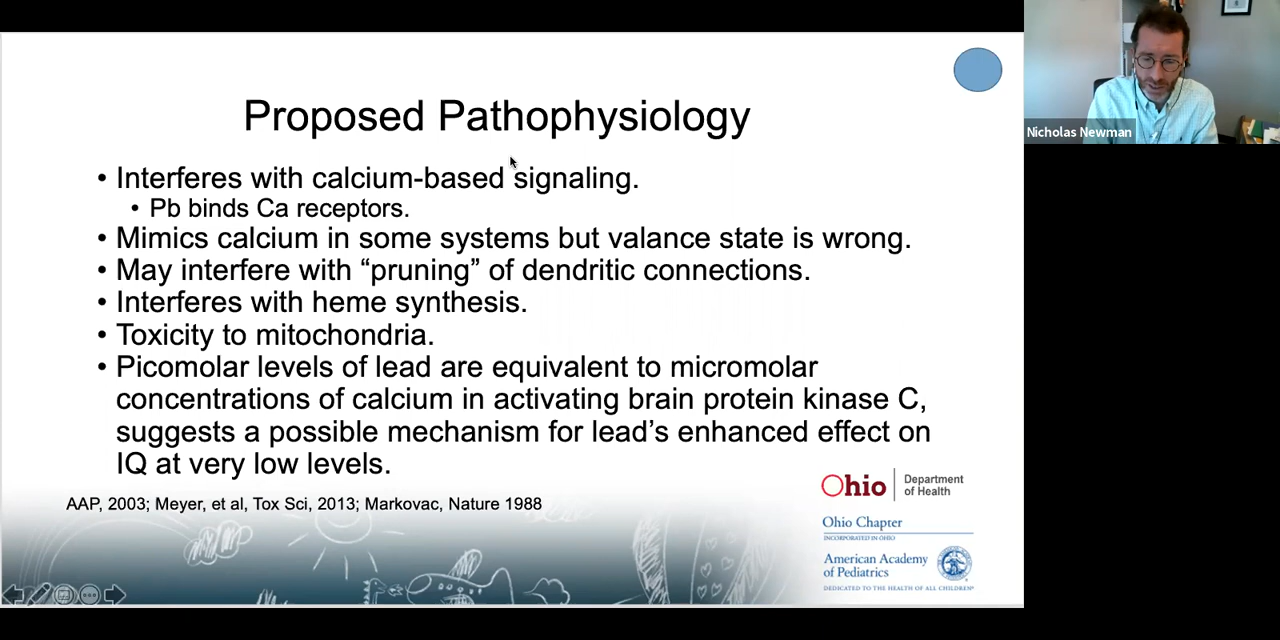 Proposed Pathophysiology
• Interferes with calcium-based signaling.
• Pb binds Ca receptors.
• Mimics calcium in some systems but valance state is wrong.
• May interfere with “pruning” of dendritic connections.
• Interferes with heme synthesis.
• Toxicity to mitochondria.
• Picomolar levels of lead are equivalent to micromolar
concentrations of calcium in activating brain protein kinase C,
suggests a possible mechanism for lead’s enhanced effect on
IQ at very low levels.
AAP, 2003; Meyer, et al, Tox Sci, 2013; Markovac, Nature 1988
Ohio Department
of Health
Ohio Chapter
INCORPORATED IN OHIO
American Academy
of Pediatrics
DEDICATED TO THE HEALTH OF ALL CHILDREN®
Nicholas Newman